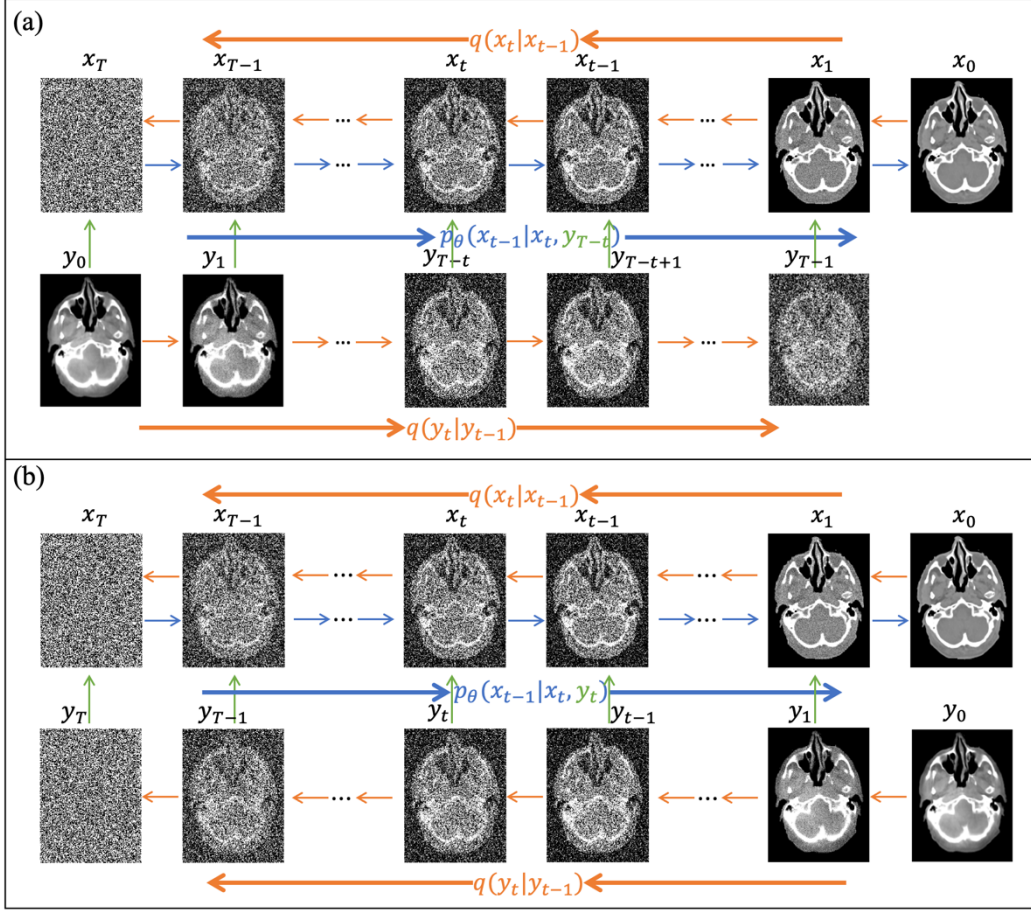 (a)
q(x_t|x_{t-1})
x_T x_{T-1} x_t x_{t-1} x_1 x_0
... ...
... ...
p_θ(x_{t-1}|x_t, y_{T-t})
y_0 y_1 y_{T-t} y_{T-t+1} y_{T-1}
... ...
q(y_t|y_{t-1})
(b)
q(x_t|x_{t-1})
x_T x_{T-1} x_t x_{t-1} x_1 x_0
... ...
... ...
p_θ(x_{t-1}|x_t, y_t)
y_T y_{T-1} y_t y_{t-1} y_1 y_0
... ...
q(y_t|y_{t-1})